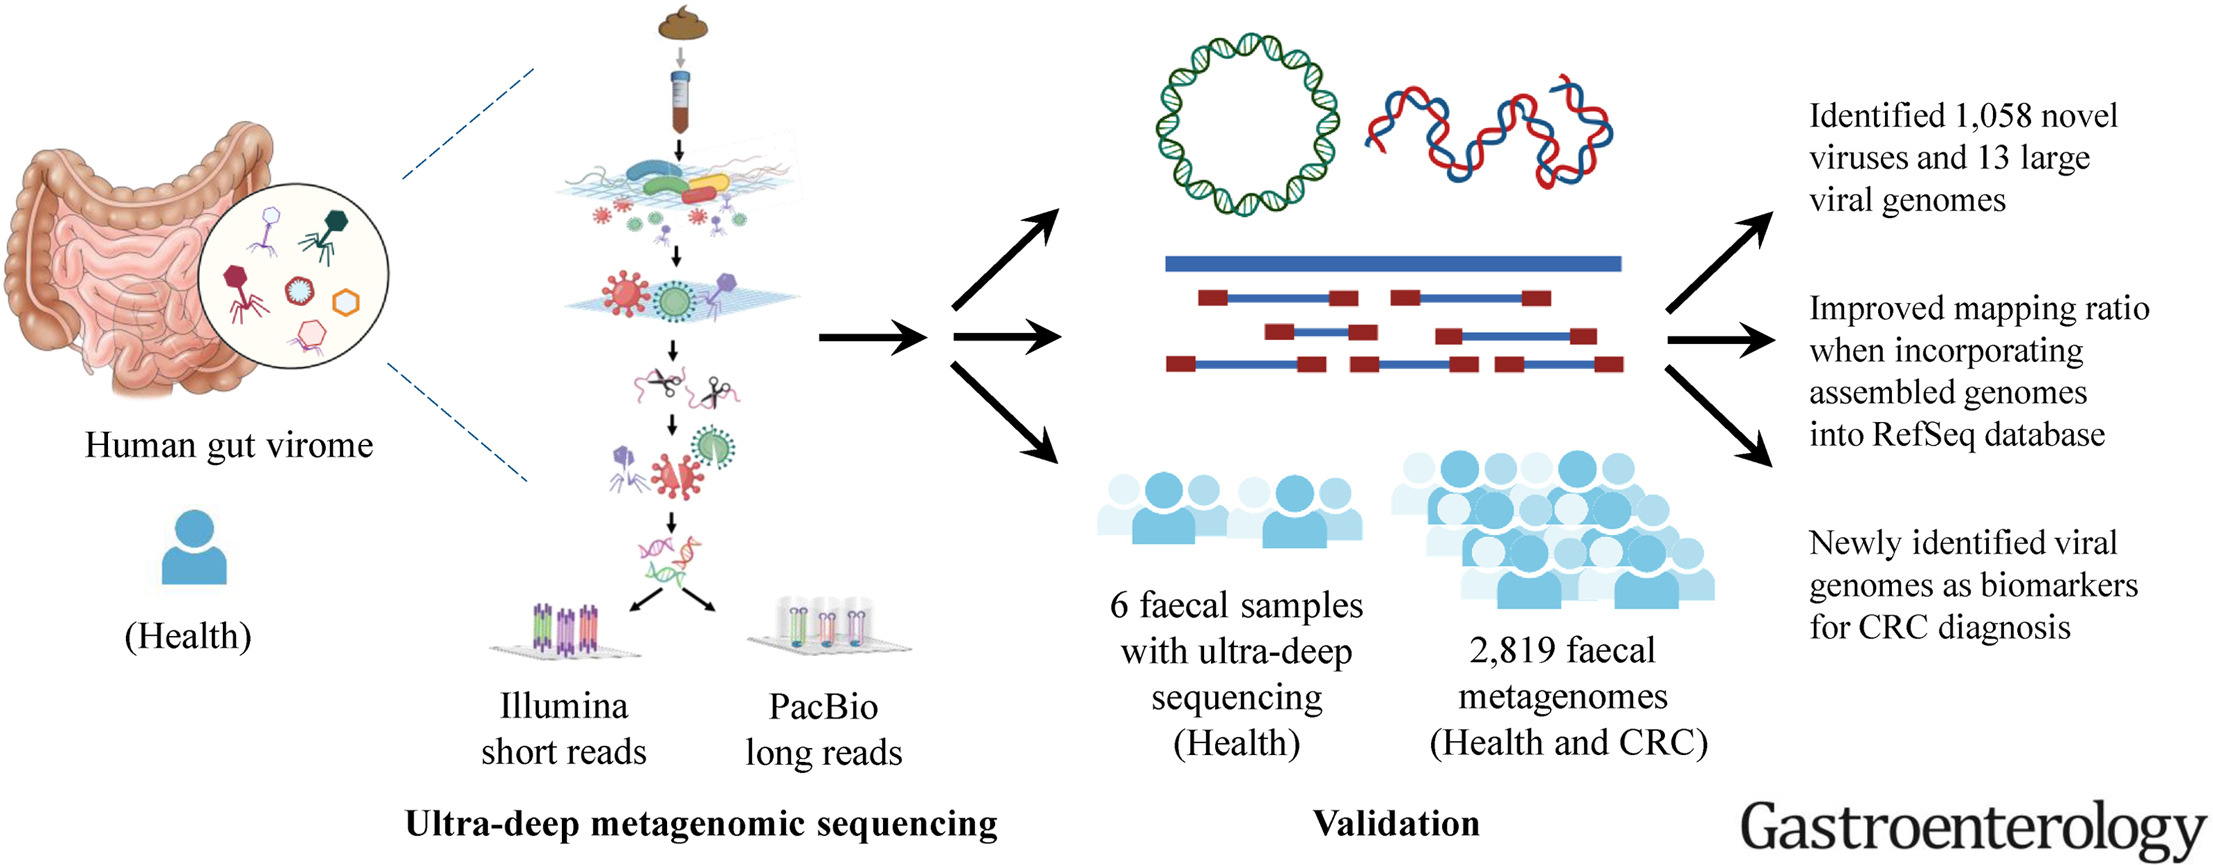 Human gut virome
(Health)
Illumina
short reads
PacBio
long reads
Ultra-deep metagenomic sequencing
6 faecal samples
with ultra-deep
sequencing
(Health)
2,819 faecal
metagenomes
(Health and CRC)
Validation
Identified 1,058 novel
viruses and 13 large
viral genomes
Improved mapping ratio
when incorporating
assembled genomes
into RefSeq database
Newly identified viral
genomes as biomarkers
for CRC diagnosis
Gastroenterology